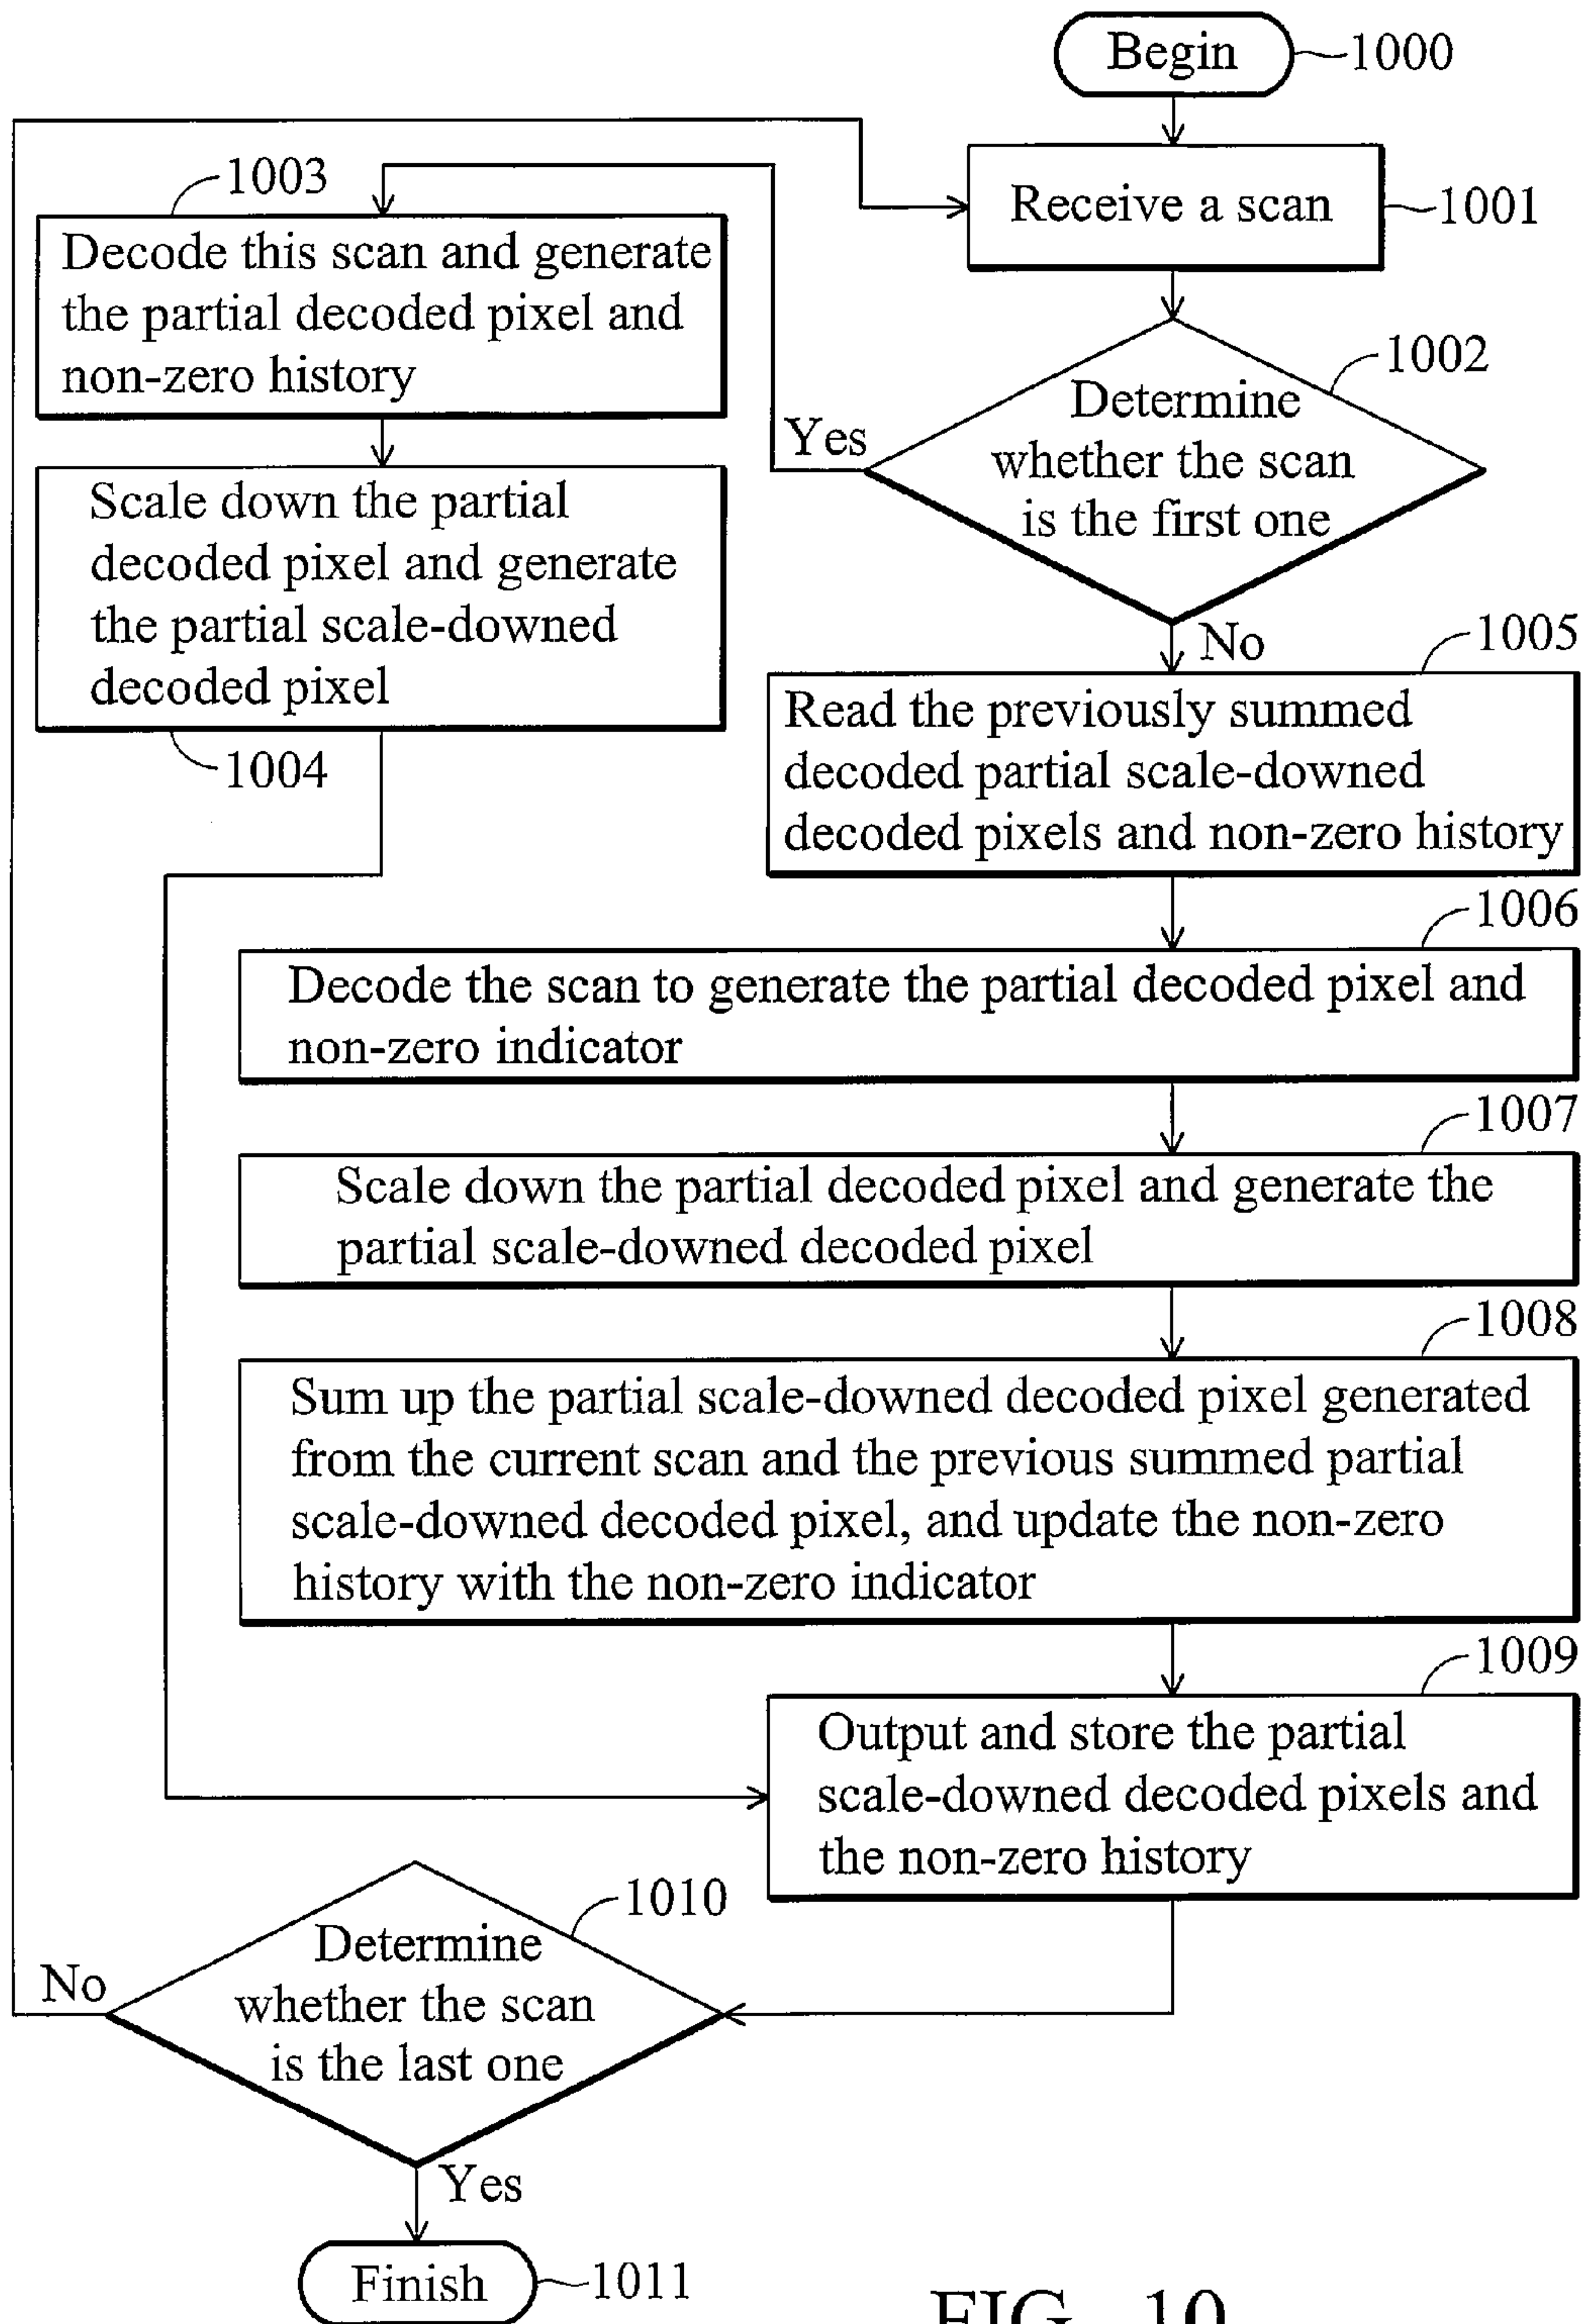 Begin
1000
Receive a scan
1001
1003
Decode this scan and generate
the partial decoded pixel and
non-zero history
1002
Determine
whether the scan
is the first one
Yes
No
Scale down the partial
decoded pixel and generate
the partial scale-downed
decoded pixel
1004
1005
Read the previously summed
decoded partial scale-downed
decoded pixels and non-zero history
1006
Decode the scan to generate the partial decoded pixel and
non-zero indicator
1007
Scale down the partial decoded pixel and generate the
partial scale-downed decoded pixel
1008
Sum up the partial scale-downed decoded pixel generated
from the current scan and the previous summed partial
scale-downed decoded pixel, and update the non-zero
history with the non-zero indicator
1009
Output and store the partial
scale-downed decoded pixels and
the non-zero history
1010
Determine
whether the scan
is the last one
No
Yes
Finish
1011
FIG. 10